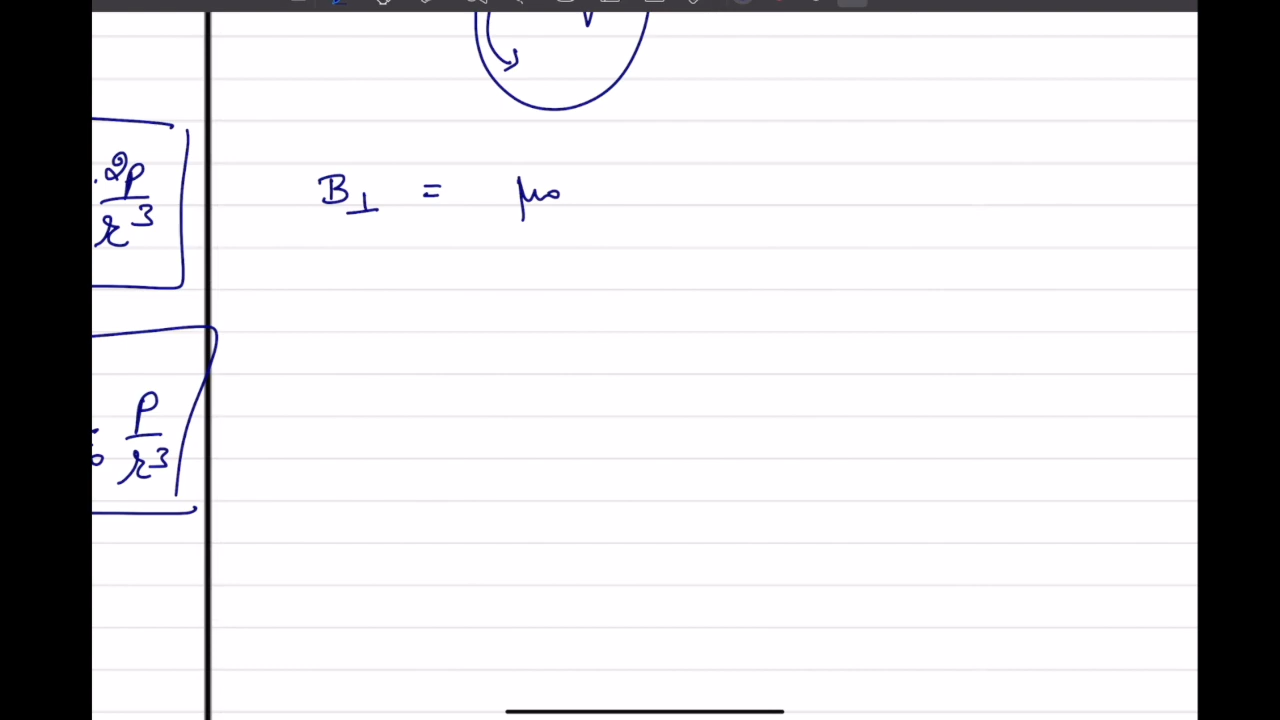 . 2p
r³
B⊥ = μ₀
p
r³